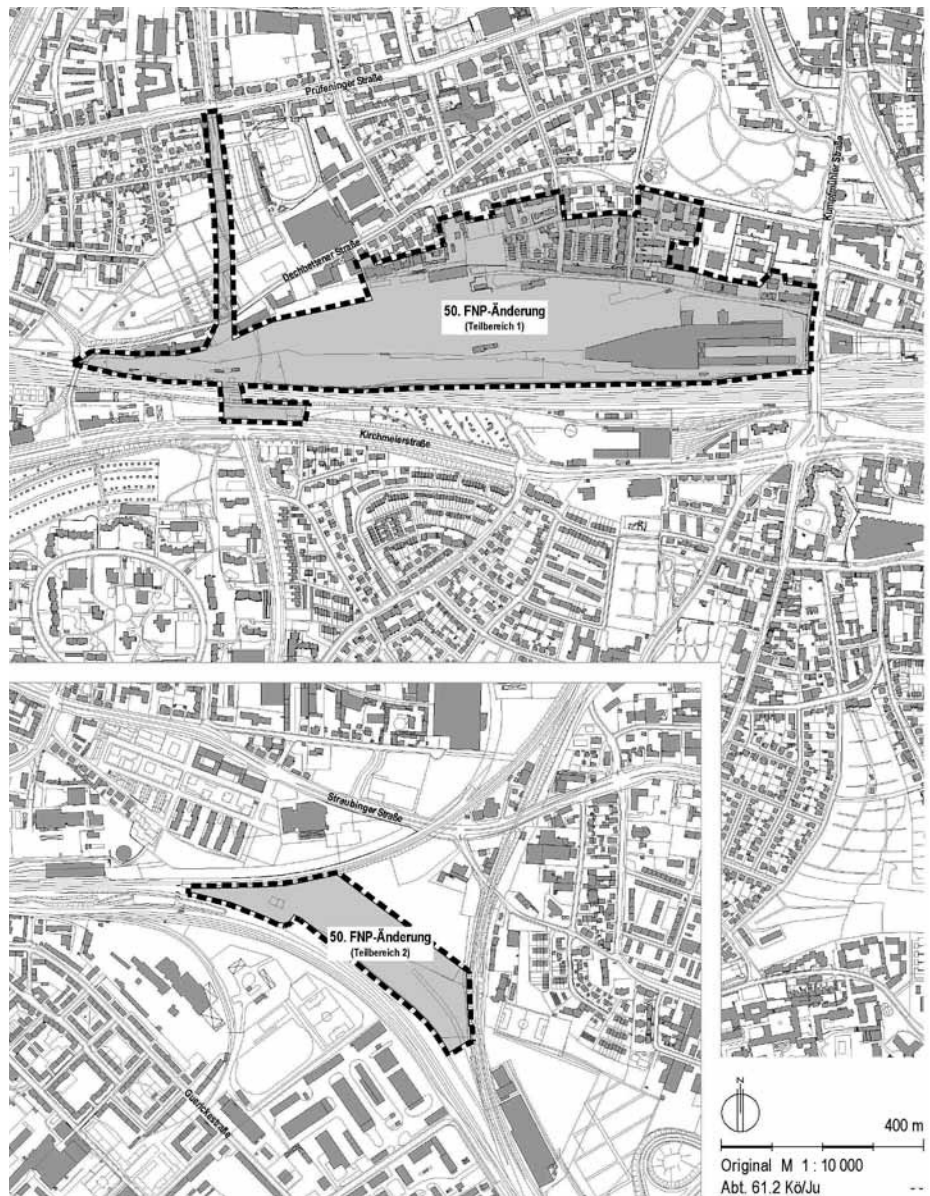 Prüfeninger Straße
Kumpfmühler Straße
Dechbettener Straße
50. FNP-Änderung
(Teilbereich 1)
Kirchmeierstraße
Straubinger Straße
50. FNP-Änderung
(Teilbereich 2)
Guerickestraße
N
400 m
Original M 1 : 10 000
Abt. 61.2 Kö/Ju - -